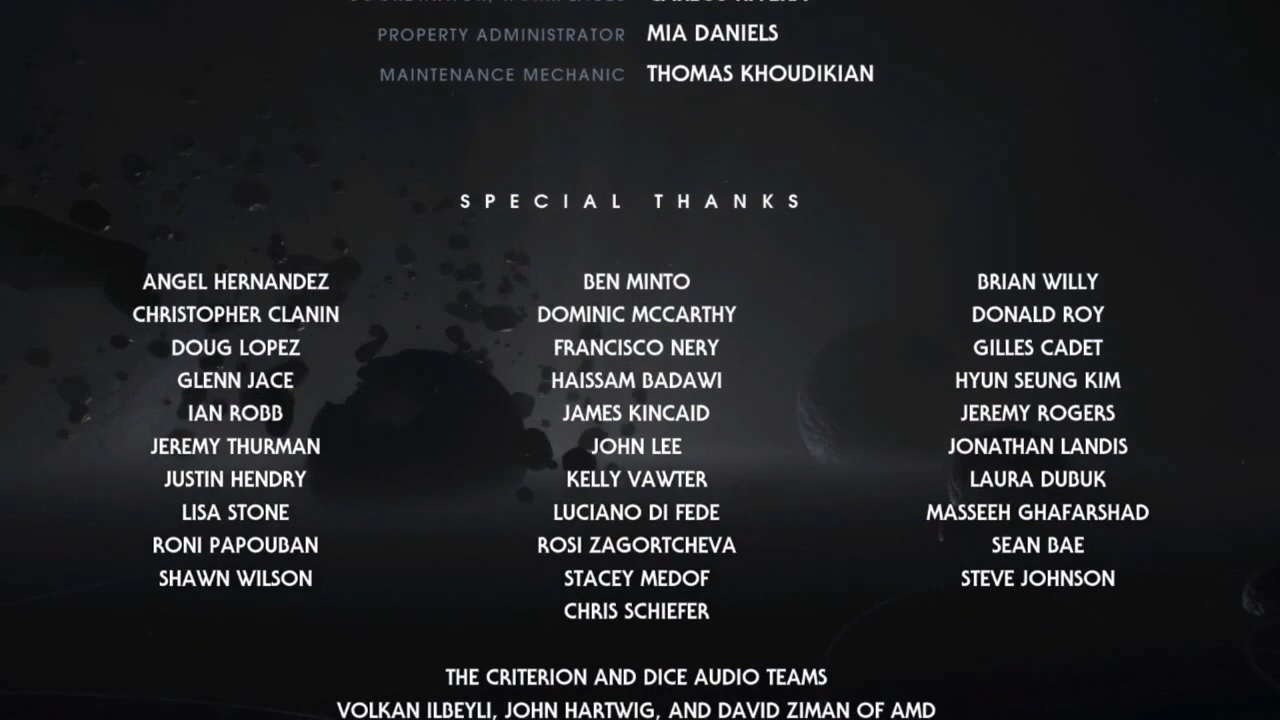 PROPERTY ADMINISTRATOR MIA DANIELS
MAINTENANCE MECHANIC THOMAS KHOUDIKIAN
SPECIAL THANKS
ANGEL HERNANDEZ BEN MINTO BRIAN WILLY
CHRISTOPHER CLANIN DOMINIC MCCARTHY DONALD ROY
DOUG LOPEZ FRANCISCO NERY GILLES CADET
GLENN JACE HAISSAM BADAWI HYUN SEUNG KIM
IAN ROBB JAMES KINCAID JEREMY ROGERS
JEREMY THURMAN JOHN LEE JONATHAN LANDIS
JUSTIN HENDRY KELLY VAWTER LAURA DUBUK
LISA STONE LUCIANO DI FEDE MASSEEH GHAFARSHAD
RONI PAPOUBAN ROSI ZAGORTCHEVA SEAN BAE
SHAWN WILSON STACEY MEDOF STEVE JOHNSON
CHRIS SCHIEFER
THE CRITERION AND DICE AUDIO TEAMS
VOLKAN ILBEYLI, JOHN HARTWIG, AND DAVID ZIMAN OF AMD